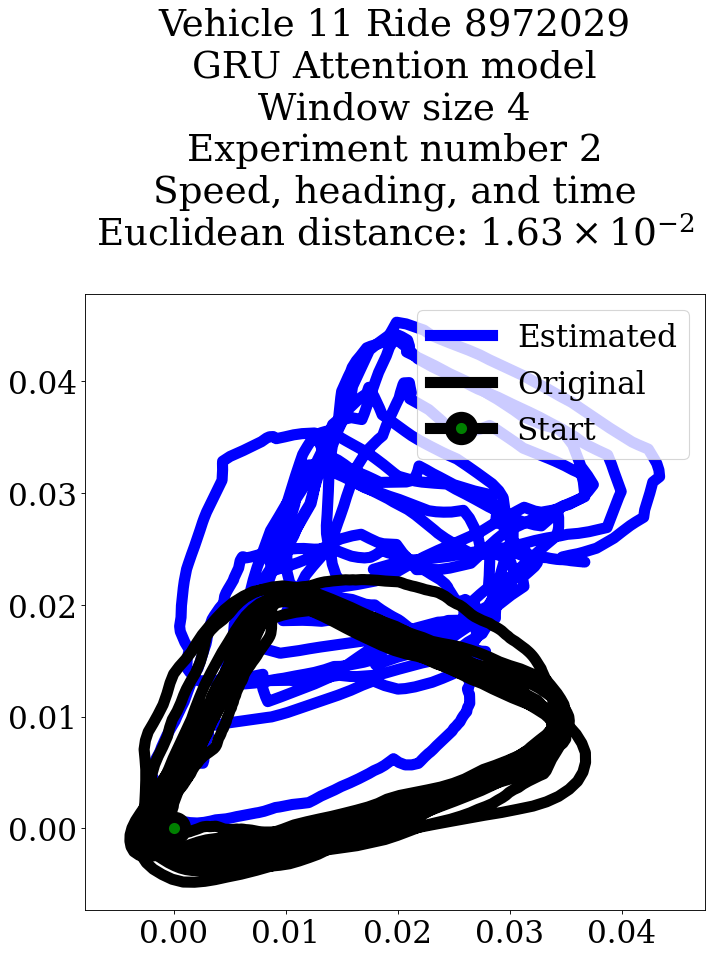 Vehicle 11 Ride 8972029
GRU Attention model
Window size 4
Experiment number 2
Speed, heading, and time
Euclidean distance: 1.63 × 10⁻²
Estimated
Original
Start
0.04
0.03
0.02
0.01
0.00
0.00 0.01 0.02 0.03 0.04